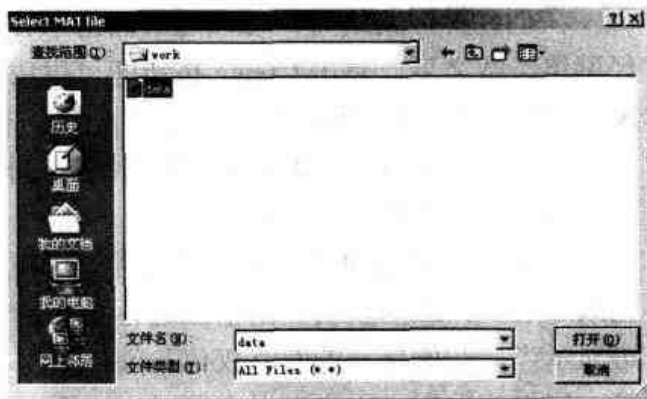 Select MAT file
查找范围(I):
work
data
历史
桌面
我的文档
我的电脑
网上邻居
文件名(N):
data
打开(O)
文件类型(T):
All Files (*.*)
取消